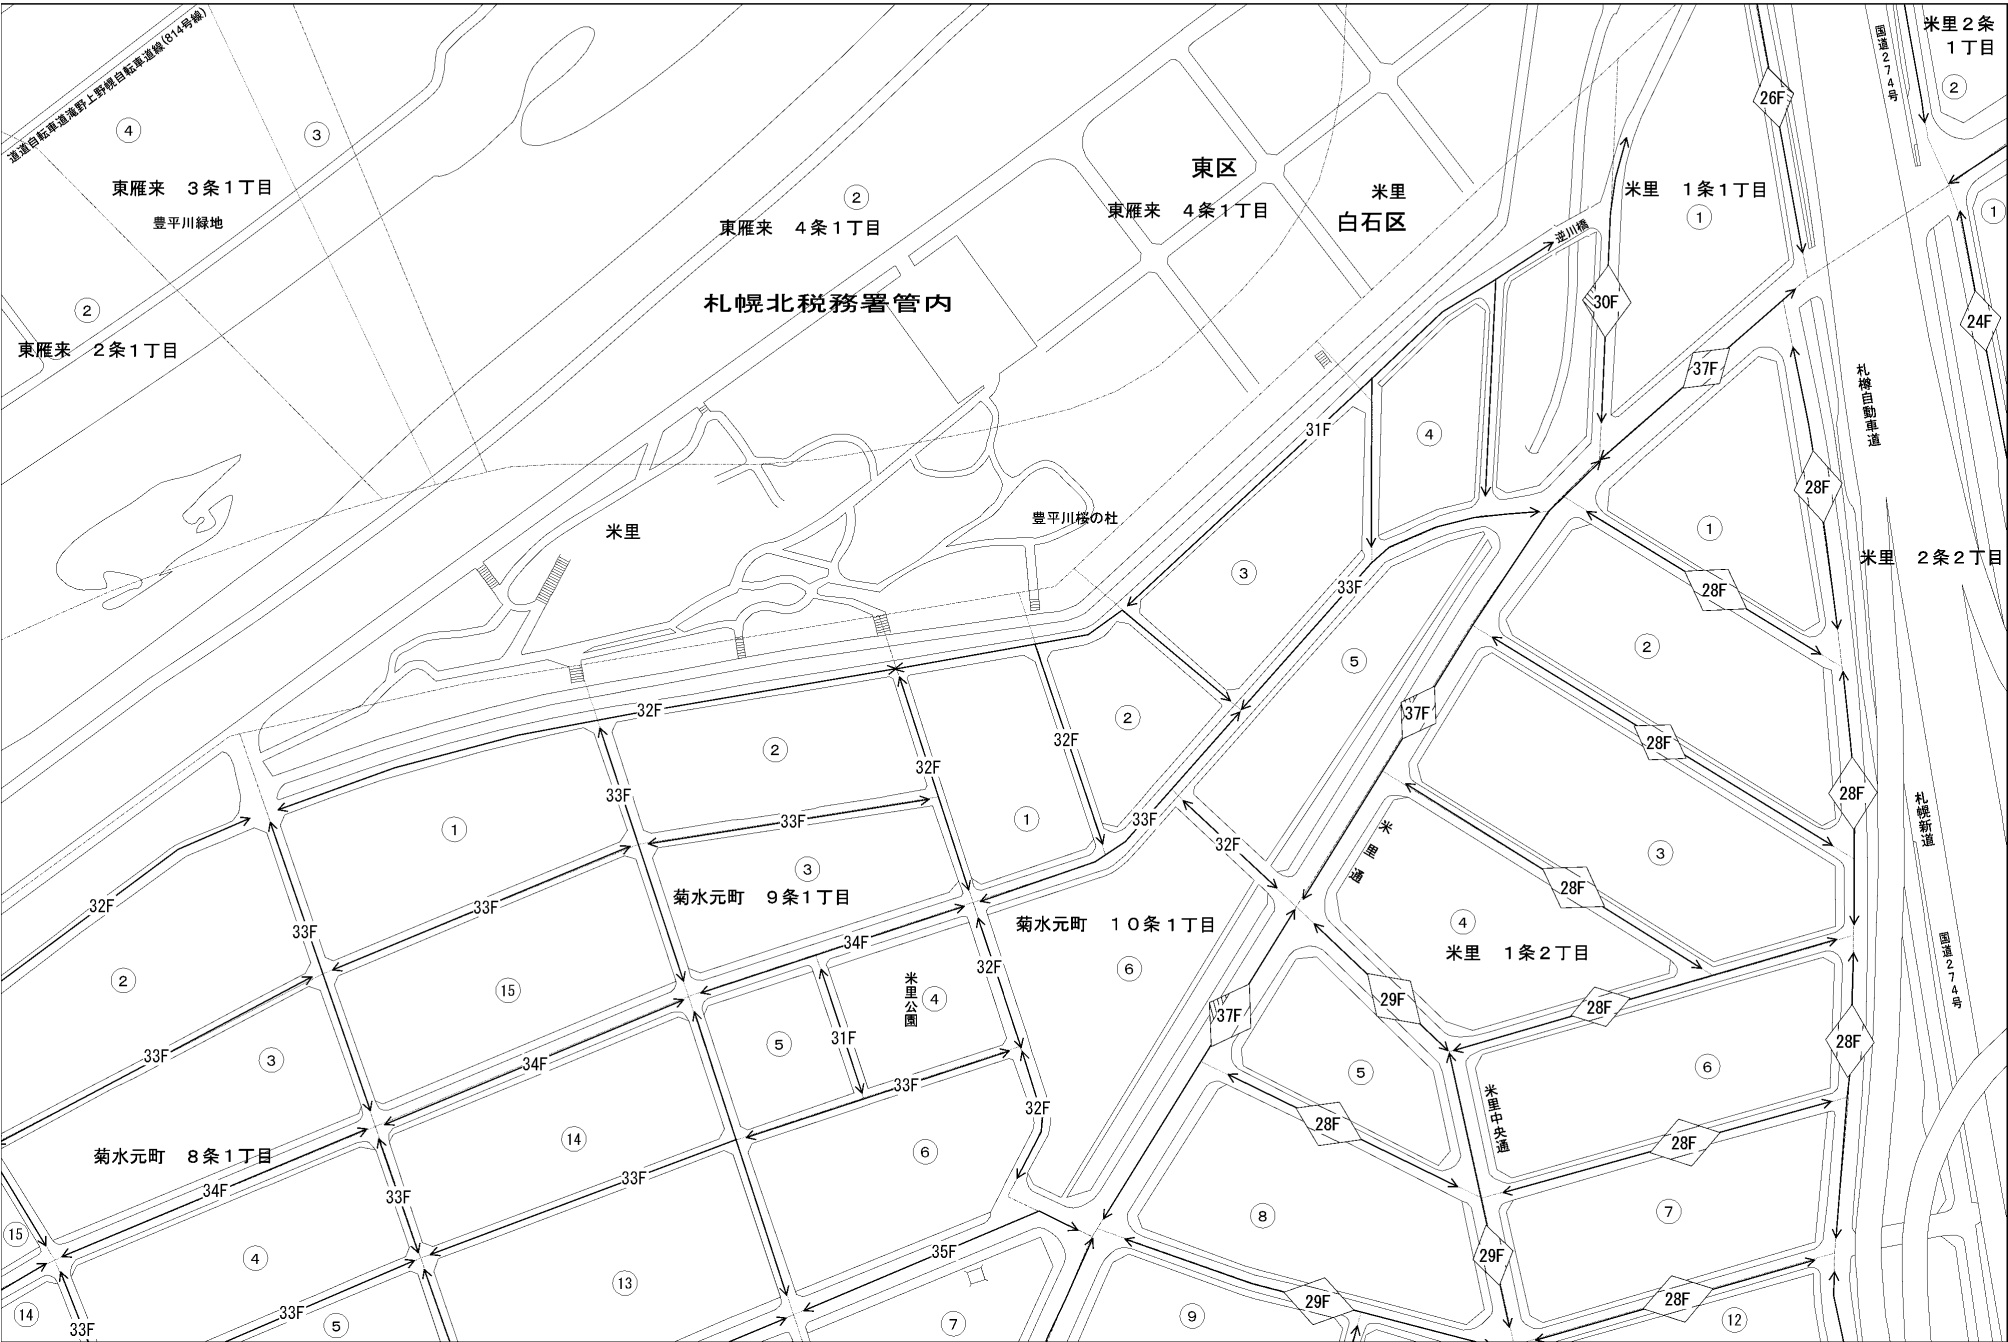 道道自転車道滝野上野幌自転車道線(814号線)
国道274号
米里２条
１丁目
②
26F
④
③
東雁来　３条１丁目
豊平川緑地
②
東雁来　４条１丁目
東区
米里
東雁来　４条１丁目
白石区
米里　１条１丁目
①
①
逆川橋
②
東雁来　２条１丁目
札幌北税務署管内
30F
24F
37F
札樽自動車道
31F
④
28F
豊平川桜の杜
米里
①
米里　２条２丁目
③
33F
28F
②
⑤
32F
②
37F
32F
28F
②
32F
33F
28F
①
33F
①
33F
札幌新道
米里通
32F
③
③
菊水元町　９条１丁目
28F
32F
33F
33F
34F
菊水元町　１０条１丁目
④
米里　１条２丁目
国道274号
②
⑮
32F
⑥
米里公園
④
29F
28F
37F
33F
③
34F
⑤
31F
33F
⑤
⑥
28F
32F
28F
米里中央通
28F
⑭
⑥
菊水元町　８条１丁目
34F
33F
33F
⑧
⑦
⑮
④
35F
29F
⑬
28F
29F
⑭
33F
33F
⑤
⑦
⑨
⑫